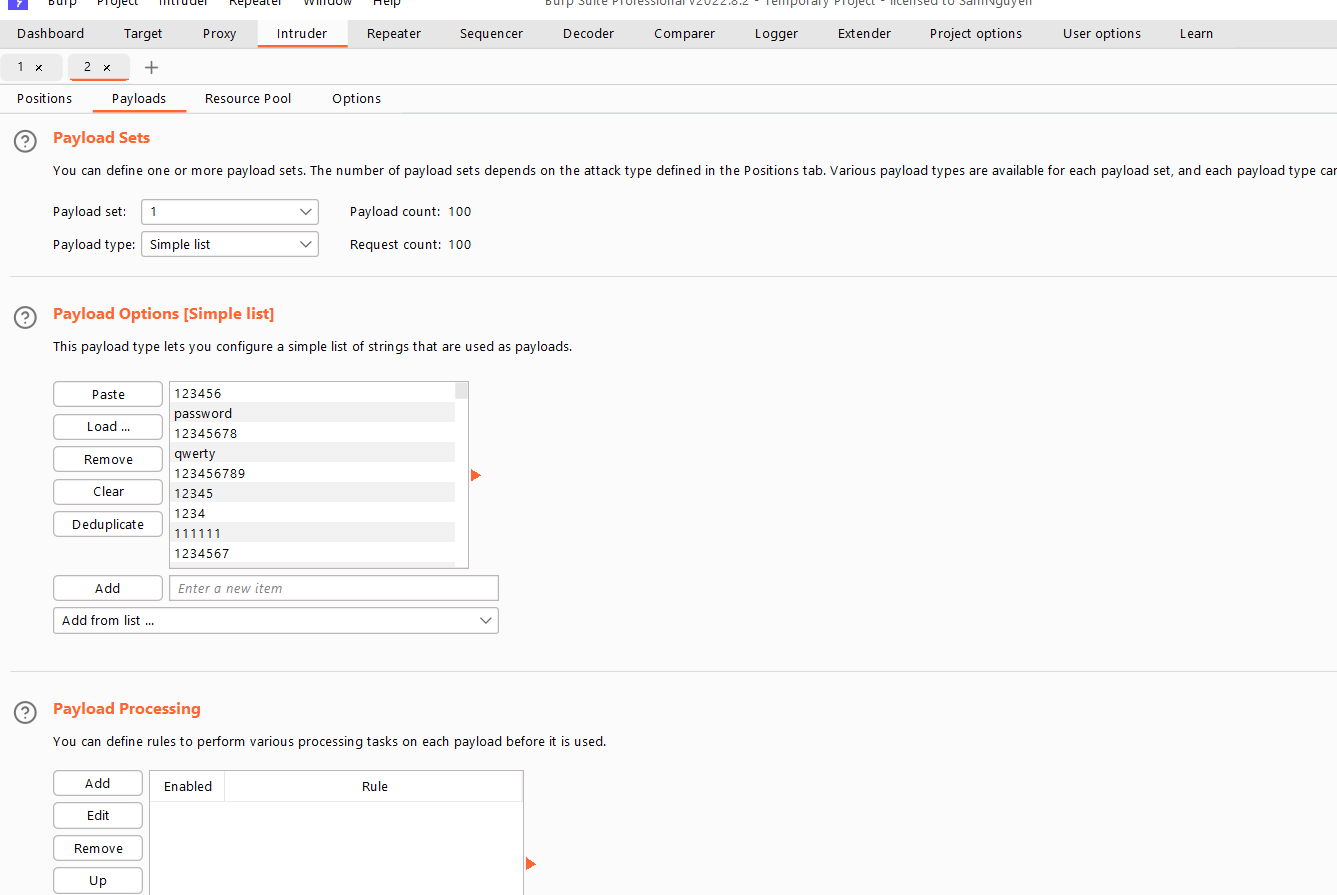 Burp Project Intruder Repeater Window Help Burp Suite Professional v2022.8.2 - Temporary Project - licensed to SamNguyen
Dashboard Target Proxy Intruder Repeater Sequencer Decoder Comparer Logger Extender Project options User options Learn
1 × 2 × +
Positions Payloads Resource Pool Options
? Payload Sets
You can define one or more payload sets. The number of payload sets depends on the attack type defined in the Positions tab. Various payload types are available for each payload set, and each payload type can
Payload set: 1 Payload count: 100
Payload type: Simple list Request count: 100
? Payload Options [Simple list]
This payload type lets you configure a simple list of strings that are used as payloads.
Paste
Load ...
Remove
Clear
Deduplicate
123456
password
12345678
qwerty
123456789
12345
1234
111111
1234567
Add Enter a new item
Add from list ...
? Payload Processing
You can define rules to perform various processing tasks on each payload before it is used.
Add
Edit
Remove
Up
Enabled Rule